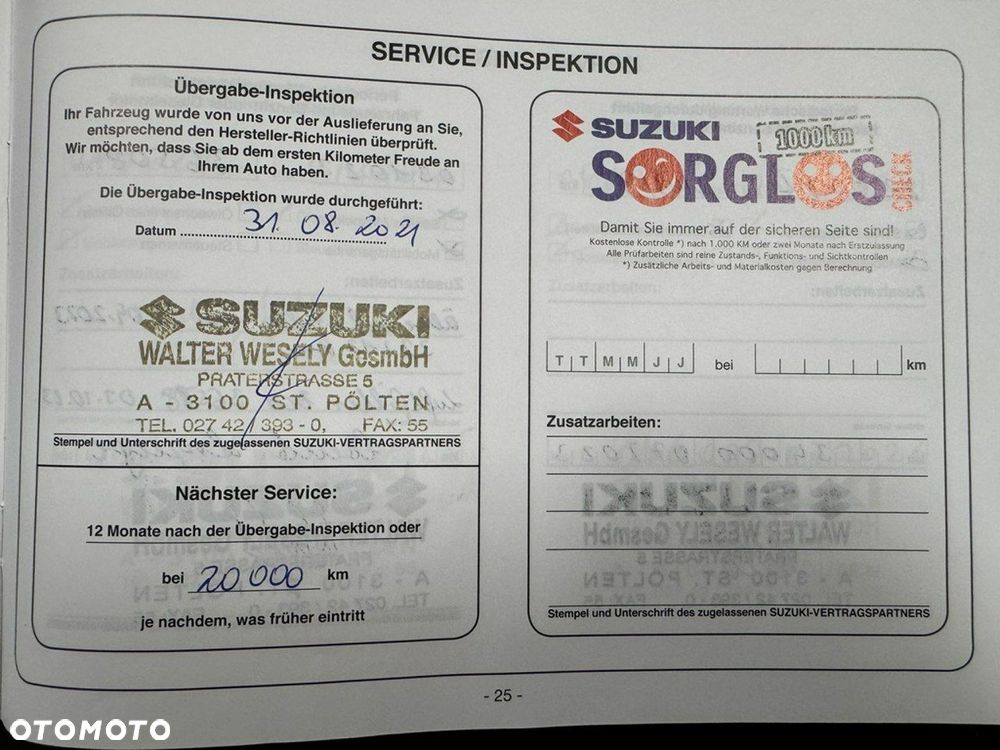 SERVICE / INSPEKTION
Übergabe-Inspektion
Ihr Fahrzeug wurde von uns vor der Auslieferung an Sie,
entsprechend den Hersteller-Richtlinien überprüft.
Wir möchten, dass Sie ab dem ersten Kilometer Freude an
Ihrem Auto haben.
Die Übergabe-Inspektion wurde durchgeführt:
Datum 31. 08. 2021
SUZUKI
WALTER WESELY GesmbH
PRATERSTRASSE 5
A - 3100 ST. PÖLTEN
TEL. 027 42 / 393 - 0, FAX: 55
Stempel und Unterschrift des zugelassenen SUZUKI-VERTRAGSPARTNERS
Nächster Service:
12 Monate nach der Übergabe-Inspektion oder
bei 20 000 km
je nachdem, was früher eintritt
SUZUKI
1000 km
SORGLOS
CHECK
Damit Sie immer auf der sicheren Seite sind!
Kostenlose Kontrolle *) nach 1.000 KM oder zwei Monate nach Erstzulassung
Alle Prüfarbeiten sind reine Zustands-, Funktions- und Sichtkontrollen
*) Zusätzliche Arbeits- und Materialkosten gegen Berechnung
T T M M J J bei km
Zusatzarbeiten:
Stempel und Unterschrift des zugelassenen SUZUKI-VERTRAGSPARTNERS
- 25 -
OTOMOTO